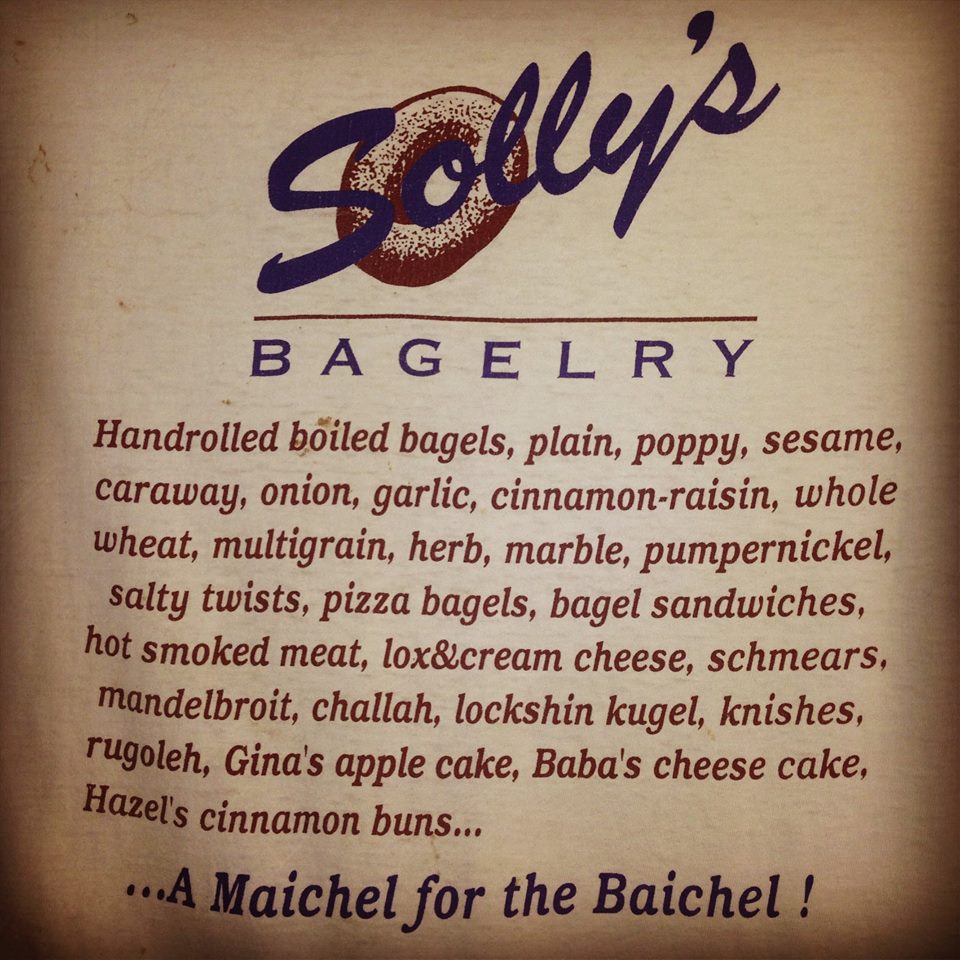 Solly's
BAGELRY
Handrolled boiled bagels, plain, poppy, sesame,
caraway, onion, garlic, cinnamon-raisin, whole
wheat, multigrain, herb, marble, pumpernickel,
salty twists, pizza bagels, bagel sandwiches,
hot smoked meat, lox&cream cheese, schmears,
mandelbroit, challah, lockshin kugel, knishes,
rugoleh, Gina's apple cake, Baba's cheese cake,
Hazel's cinnamon buns...
...A Maichel for the Baichel !